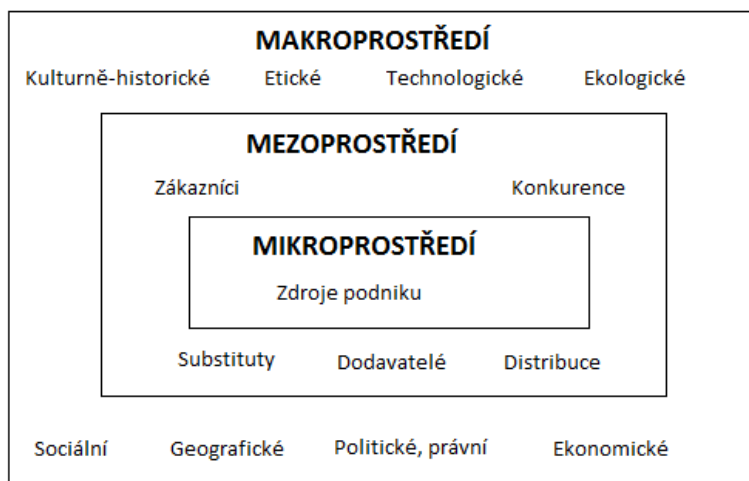 MAKROPROSTŘEDÍ
Kulturně-historické Etické Technologické Ekologické
MEZOPROSTŘEDÍ
Zákazníci Konkurence
MIKROPROSTŘEDÍ
Zdroje podniku
Substituty Dodavatelé Distribuce
Sociální Geografické Politické, právní Ekonomické